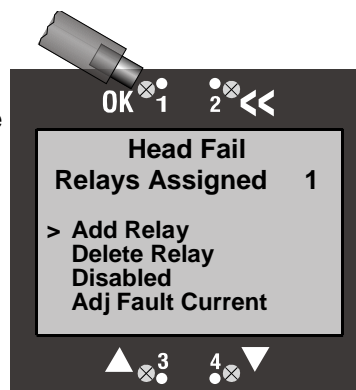 OK 1 2 <<
Head Fail
Relays Assigned 1
> Add Relay
Delete Relay
Disabled
Adj Fault Current
3 4